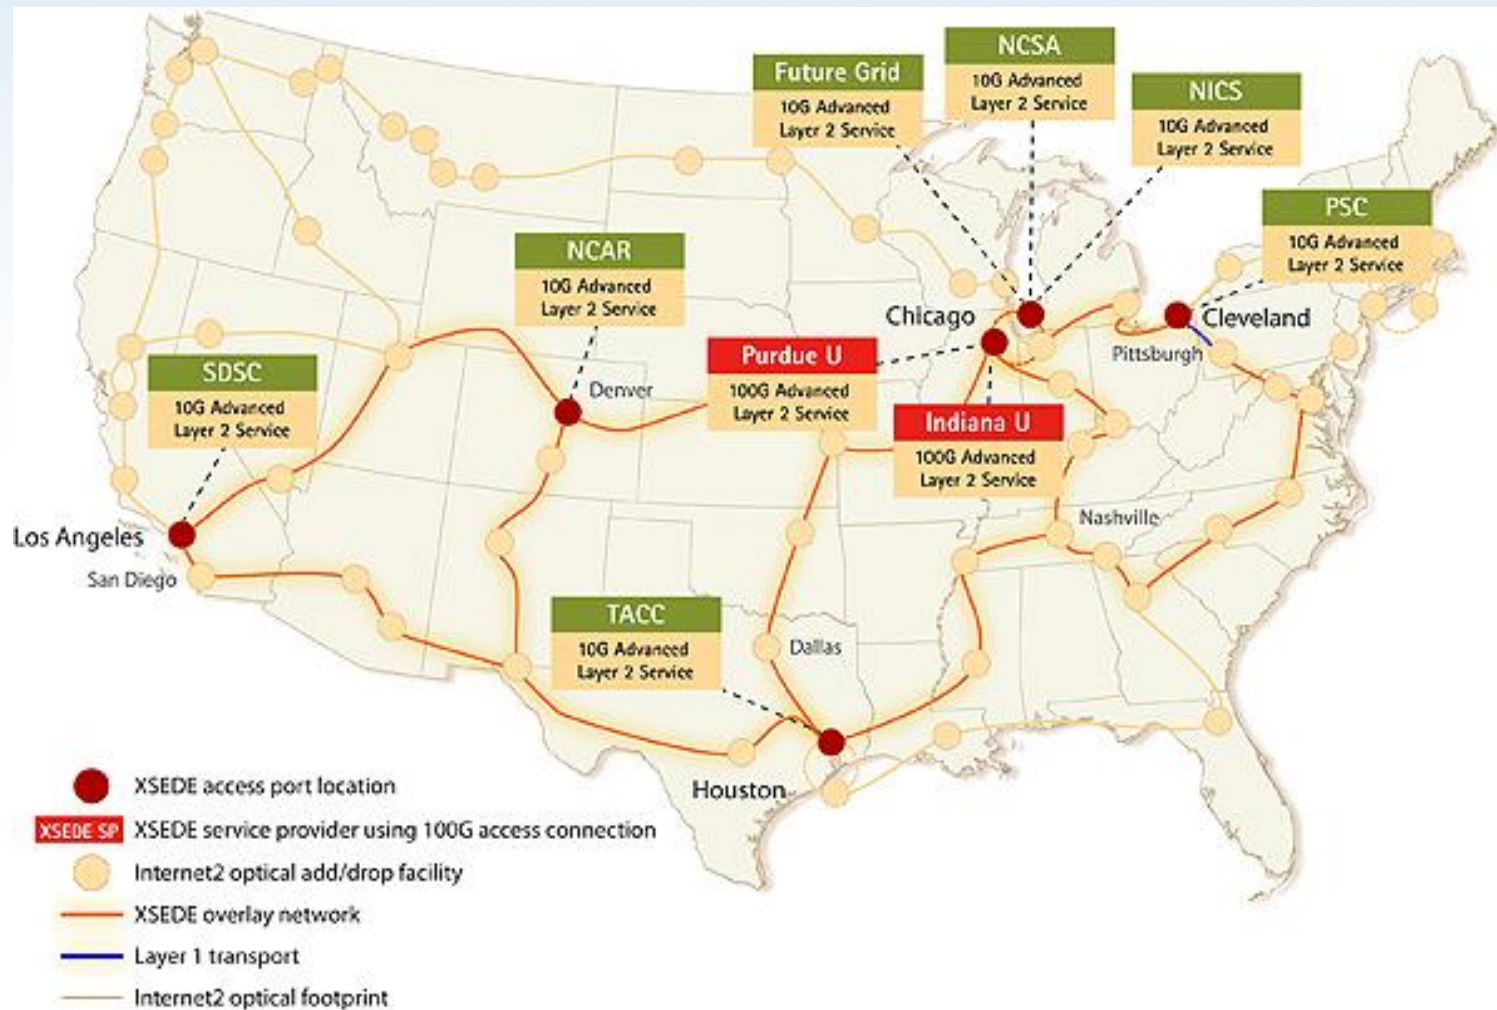 NCSA
10G Advanced
Layer 2 Service
Future Grid
10G Advanced
Layer 2 Service
NICS
10G Advanced
Layer 2 Service
PSC
10G Advanced
Layer 2 Service
NCAR
10G Advanced
Layer 2 Service
Chicago
Cleveland
Pittsburgh
Purdue U
100G Advanced
Layer 2 Service
SDSC
10G Advanced
Layer 2 Service
Denver
Indiana U
100G Advanced
Layer 2 Service
Nashville
Los Angeles
San Diego
TACC
10G Advanced
Layer 2 Service
Dallas
Houston
XSEDE access port location
XSEDE SP XSEDE service provider using 100G access connection
Internet2 optical add/drop facility
XSEDE overlay network
Layer 1 transport
Internet2 optical footprint